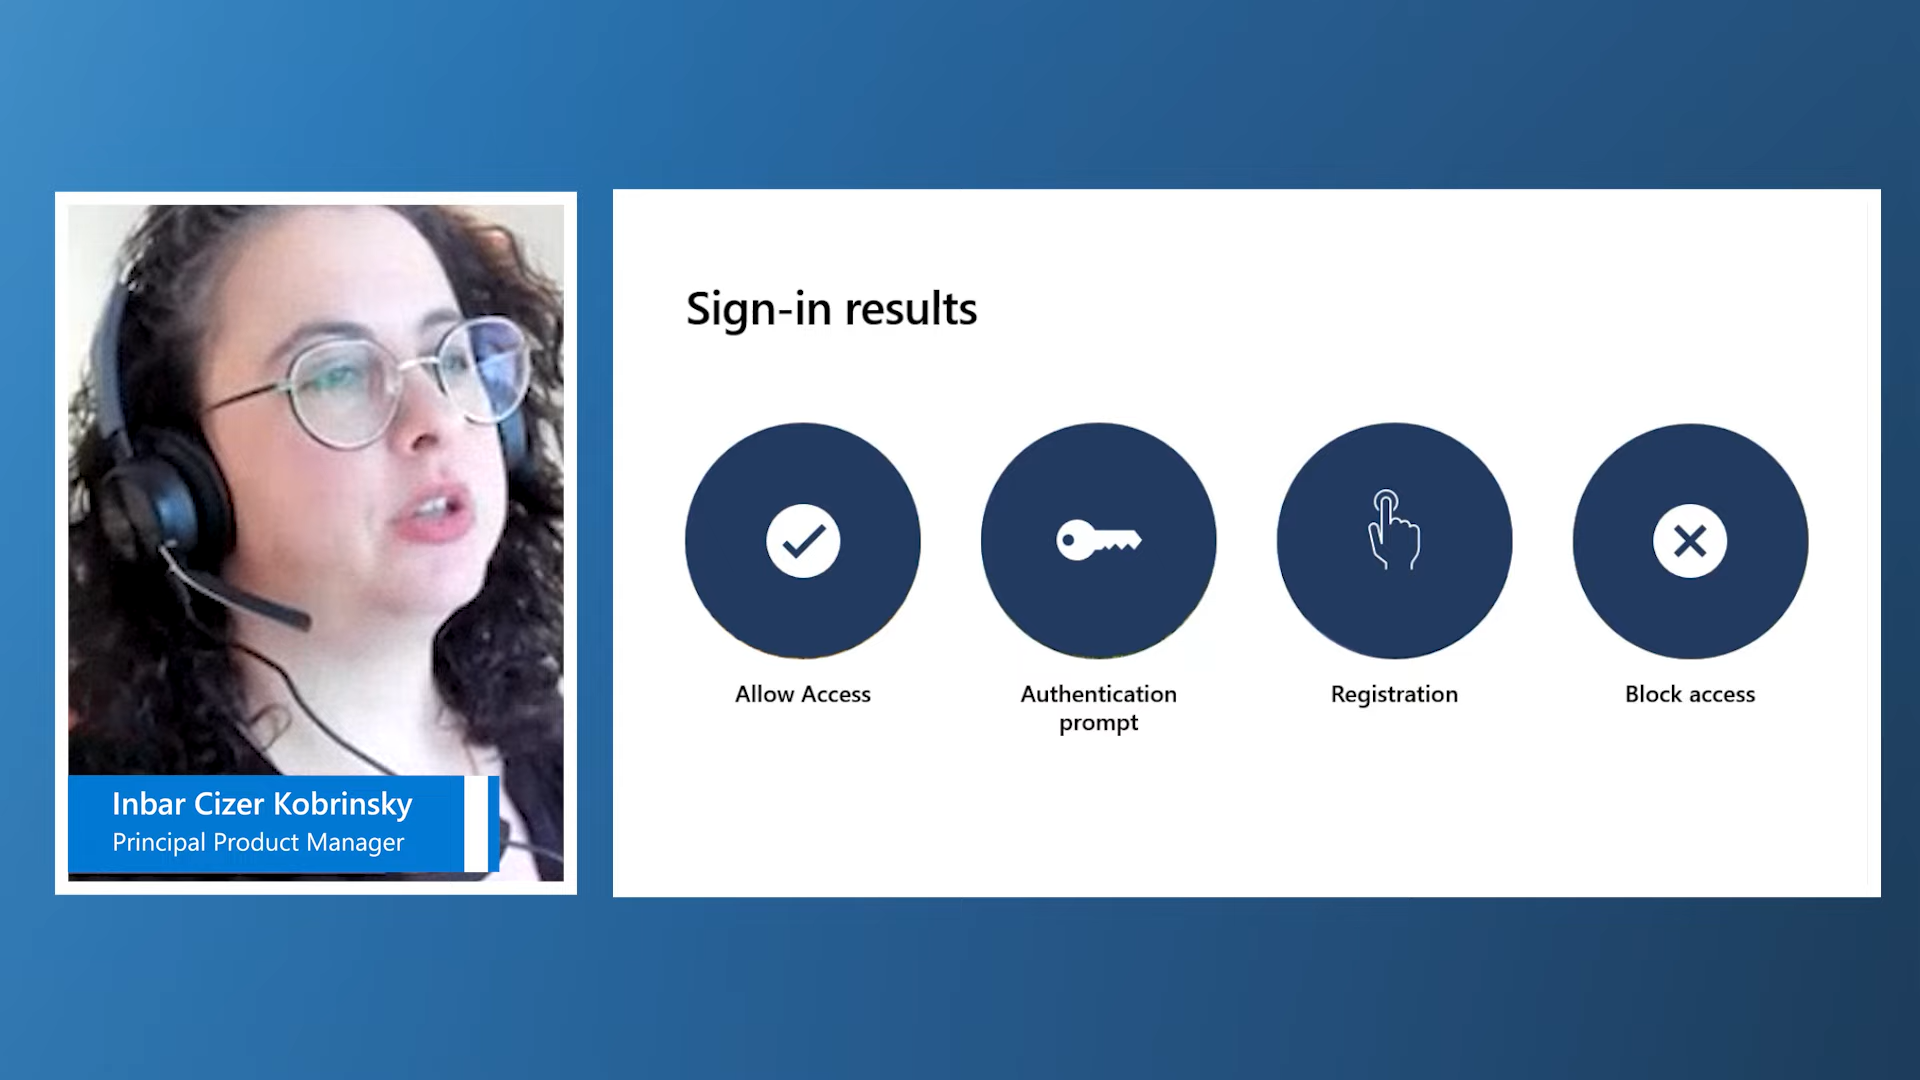 Sign-in results
Allow Access
Authentication
prompt
Registration
Block access
Inbar Cizer Kobrinsky
Principal Product Manager